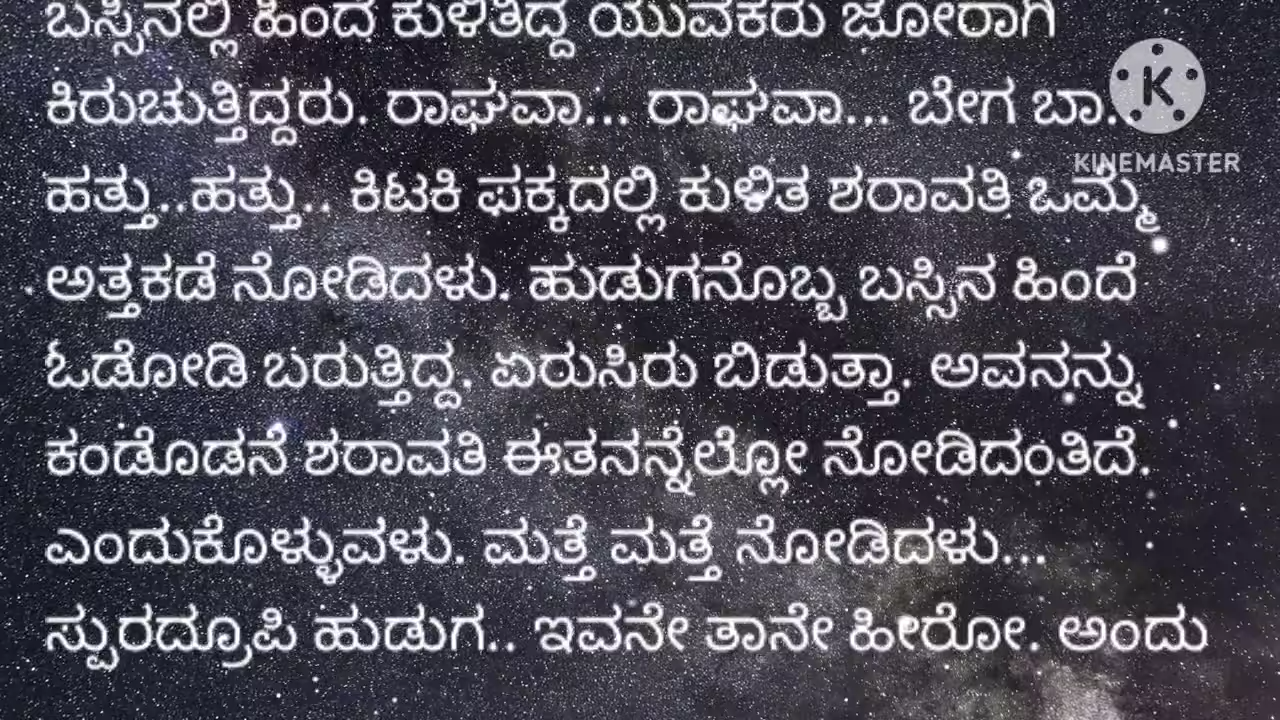 ಬಸ್ಸಿನಲ್ಲಿ ಹಿಂದೆ ಕುಳಿತಿದ್ದ ಯುವಕರು ಜೋರಾಗಿ
ಕಿರುಚುತ್ತಿದ್ದರು. ರಾಘವಾ... ರಾಘವಾ... ಬೇಗ ಬಾ.
ಹತ್ತು..ಹತ್ತು.. ಕಿಟಕಿ ಫಕ್ಕದಲ್ಲಿ ಕುಳಿತ ಶರಾವತಿ ಒಮ್ಮೆ
ಅತ್ತಕಡೆ ನೋಡಿದಳು. ಹುಡುಗನೊಬ್ಬ ಬಸ್ಸಿನ ಹಿಂದೆ
ಓಡೋಡಿ ಬರುತ್ತಿದ್ದ. ಏರುಸಿರು ಬಿಡುತ್ತಾ. ಅವನನ್ನು
ಕಂಡೊಡನೆ ಶರಾವತಿ ಈತನನ್ನೆಲ್ಲೋ ನೋಡಿದಂತಿದೆ.
ಎಂದುಕೊಳ್ಳುವಳು. ಮತ್ತೆ ಮತ್ತೆ ನೋಡಿದಳು...
ಸ್ಪುರದ್ರೂಪಿ ಹುಡುಗ.. ಇವನೇ ತಾನೇ ಹೀರೋ. ಅಂದು
K
KINEMASTER